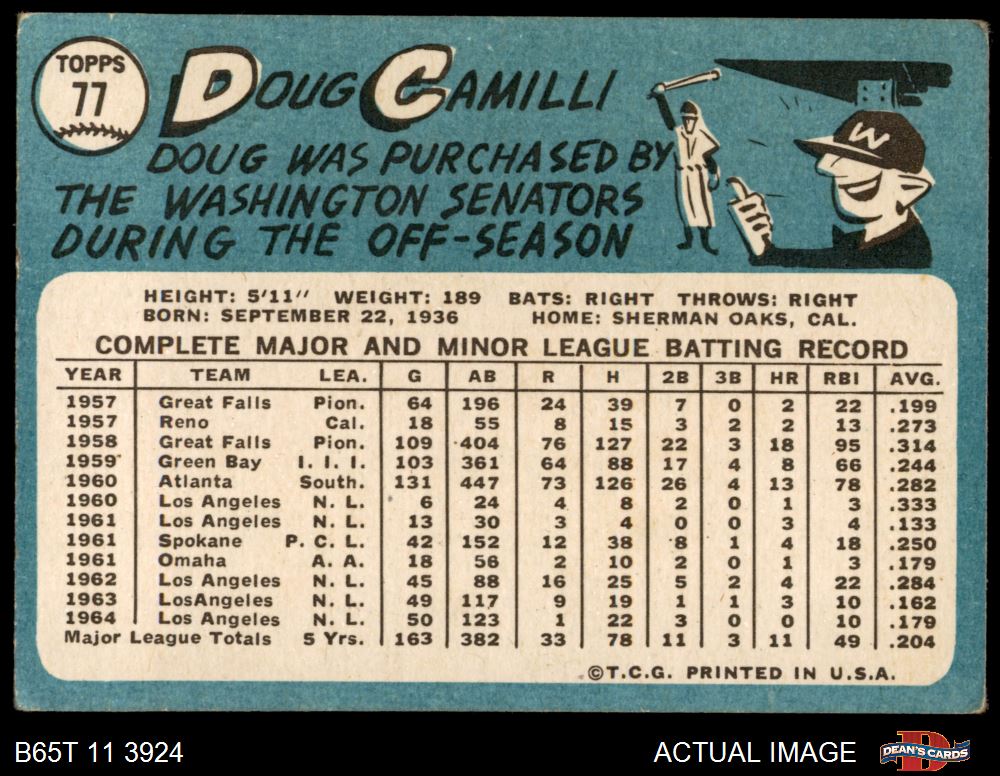 TOPPS
77
DOUG CAMILLI
DOUG WAS PURCHASED BY
THE WASHINGTON SENATORS
DURING THE OFF-SEASON
W
HEIGHT: 5'11" WEIGHT: 189 BATS: RIGHT THROWS: RIGHT
BORN: SEPTEMBER 22, 1936 HOME: SHERMAN OAKS, CAL.
COMPLETE MAJOR AND MINOR LEAGUE BATTING RECORD
YEAR TEAM LEA. G AB R H 2B 3B HR RBI AVG.
1957 Great Falls Pion. 64 196 24 39 7 0 2 22 .199
1957 Reno Cal. 18 55 8 15 3 2 2 13 .273
1958 Great Falls Pion. 109 404 76 127 22 3 18 95 .314
1959 Green Bay I. I. I. 103 361 64 88 17 4 8 66 .244
1960 Atlanta South. 131 447 73 126 26 4 13 78 .282
1960 Los Angeles N. L. 6 24 4 8 2 0 1 3 .333
1961 Los Angeles N. L. 13 30 3 4 0 0 3 4 .133
1961 Spokane P. C. L. 42 152 12 38 8 1 4 18 .250
1961 Omaha A. A. 18 56 2 10 2 0 1 3 .179
1962 Los Angeles N. L. 45 88 16 25 5 2 4 22 .284
1963 LosAngeles N. L. 49 117 9 19 1 1 3 10 .162
1964 Los Angeles N. L. 50 123 1 22 3 0 0 10 .179
Major League Totals 5 Yrs. 163 382 33 78 11 3 11 49 .204
©T.C.G. PRINTED IN U.S.A.
B65T 11 3924 ACTUAL IMAGE D DEAN'S CARDS